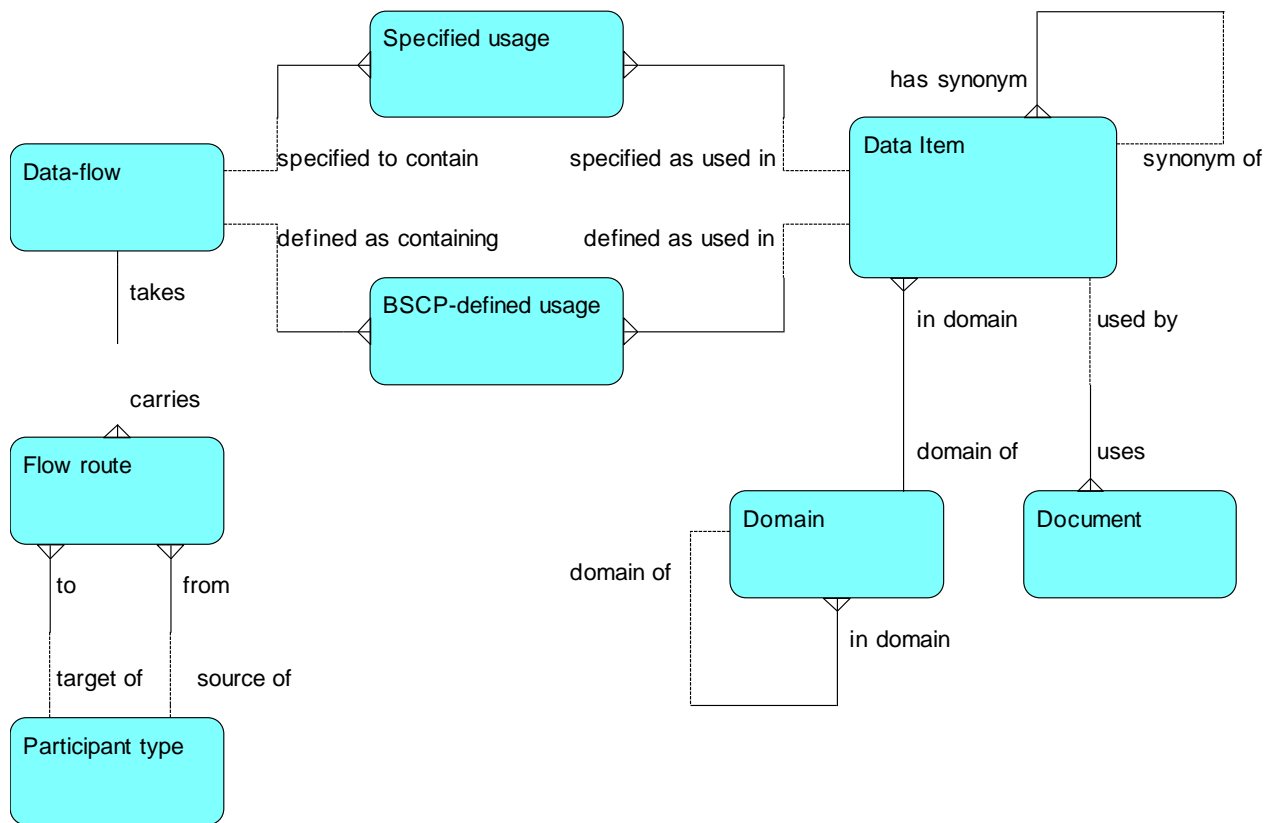 Specified usage
has synonym
Data Item
synonym of
Data-flow
specified to contain
specified as used in
defined as containing
defined as used in
takes
BSCP-defined usage
in domain
used by
carries
Flow route
domain of
uses
Domain
Document
to
from
domain of
in domain
target of
source of
Participant type